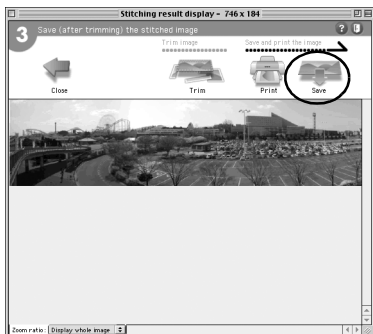 Stitching result display - 746 x 184
3 Save (after trimming) the stitched image
Trim image
Save and print the image
Close
Trim
Print
Save
Zoom ratio: Display whole image